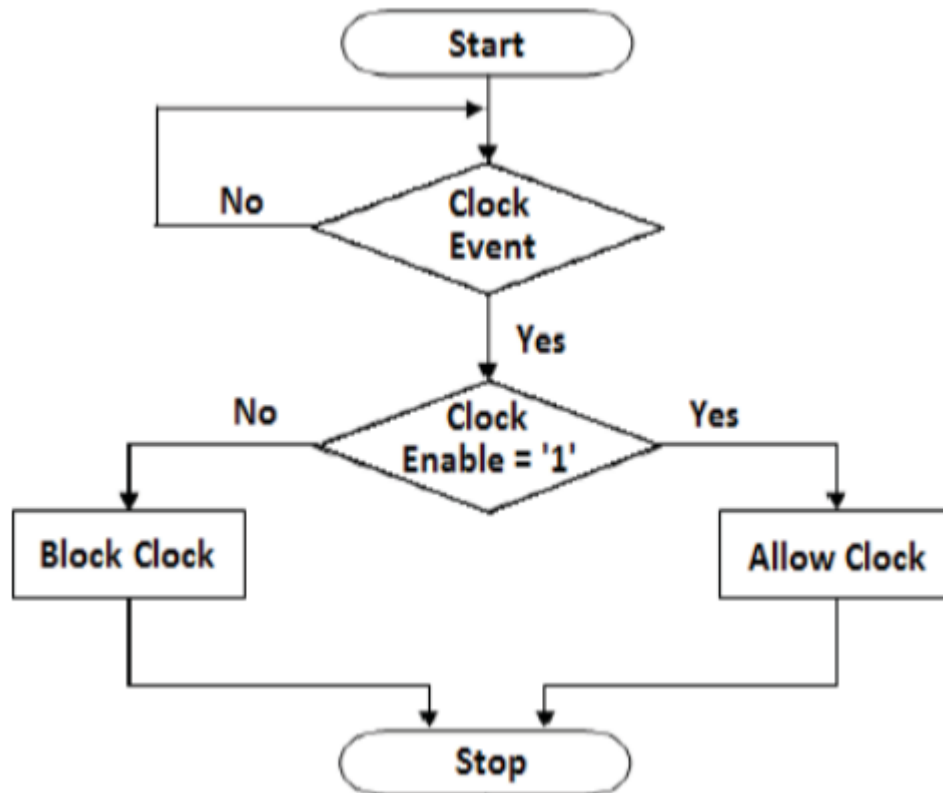 Start
No
Clock
Event
Yes
No
Clock
Enable = '1'
Yes
Block Clock
Allow Clock
Stop